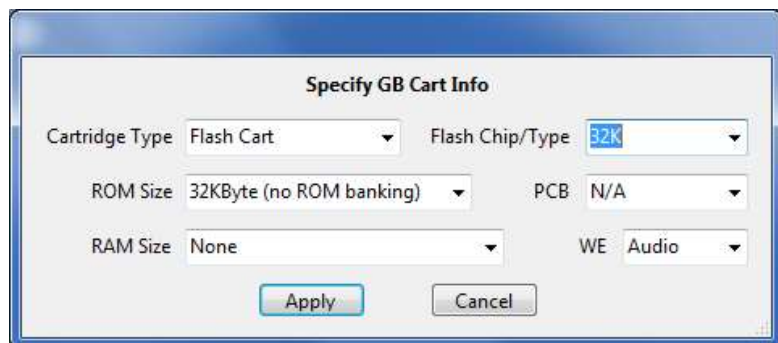 Specify GB Cart Info
Cartridge Type Flash Cart Flash Chip/Type 32K
ROM Size 32KByte (no ROM banking) PCB N/A
RAM Size None WE Audio
Apply Cancel